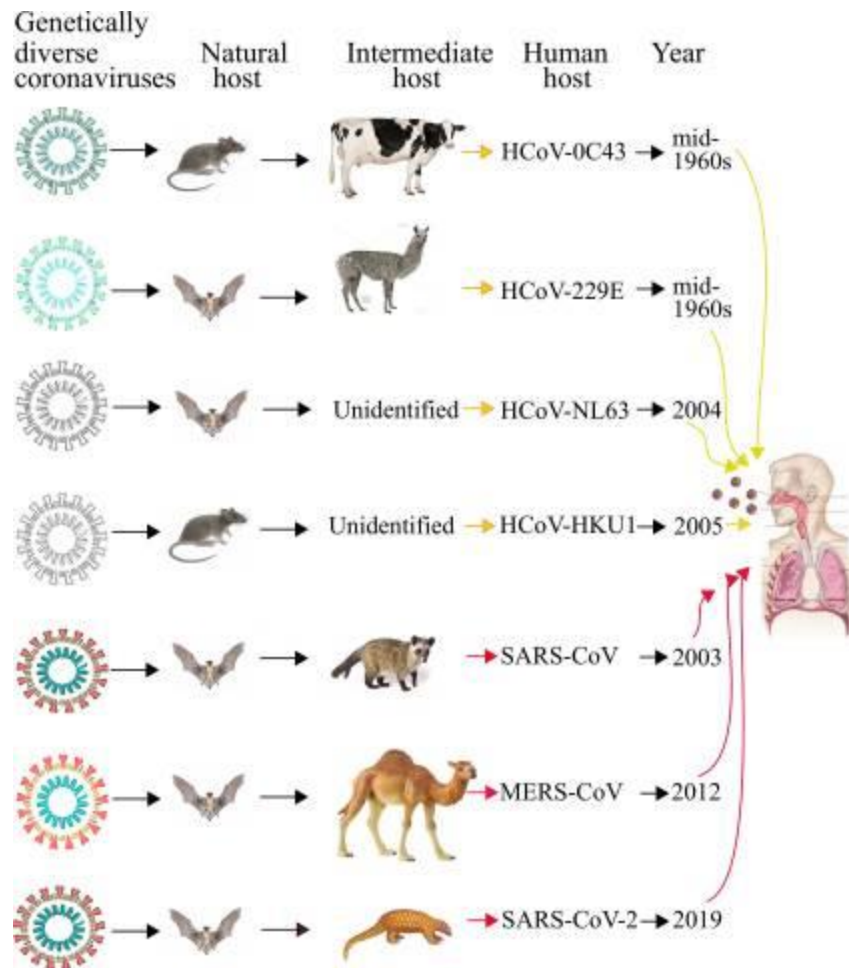 Genetically
diverse
coronaviruses
Natural
host
Intermediate
host
Human
host
Year
HCoV-0C43
mid-
1960s
HCoV-229E
mid-
1960s
Unidentified
HCoV-NL63
2004
Unidentified
HCoV-HKU1
2005
SARS-CoV
2003
MERS-CoV
2012
SARS-CoV-2
2019